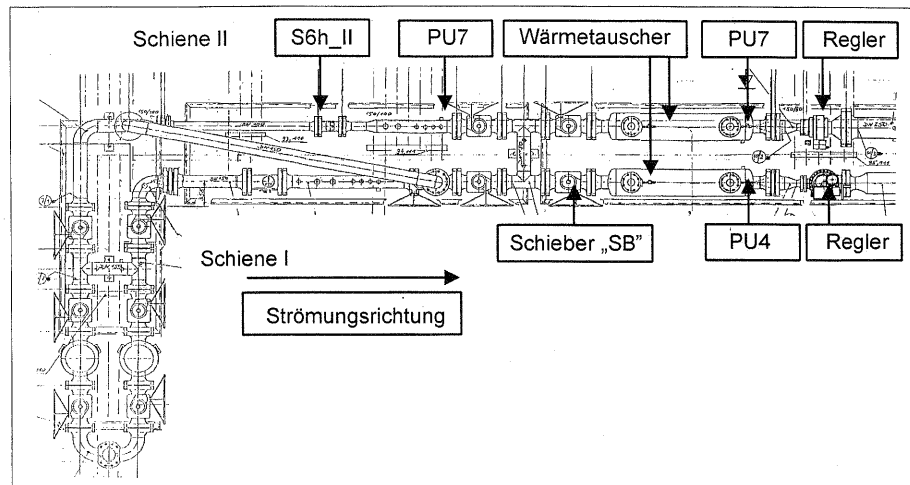 Schiene II
S6h_II
PU7
Wärmetauscher
PU7
Regler
Schieber „SB"
PU4
Regler
Schiene I
Strömungsrichtung